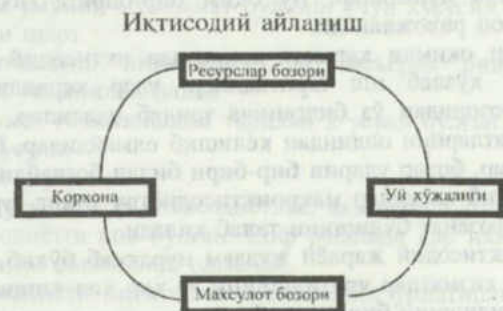 Иқтисодий айланиш
Ресурслар бозори
Корхона
Уй хўжалиги
Махсулот бозори